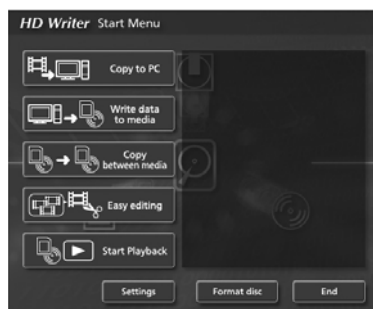 HD Writer Start Menu
Copy to PC
Write data
to media
Copy
between media
Easy editing
Start Playback
Settings
Format disc
End